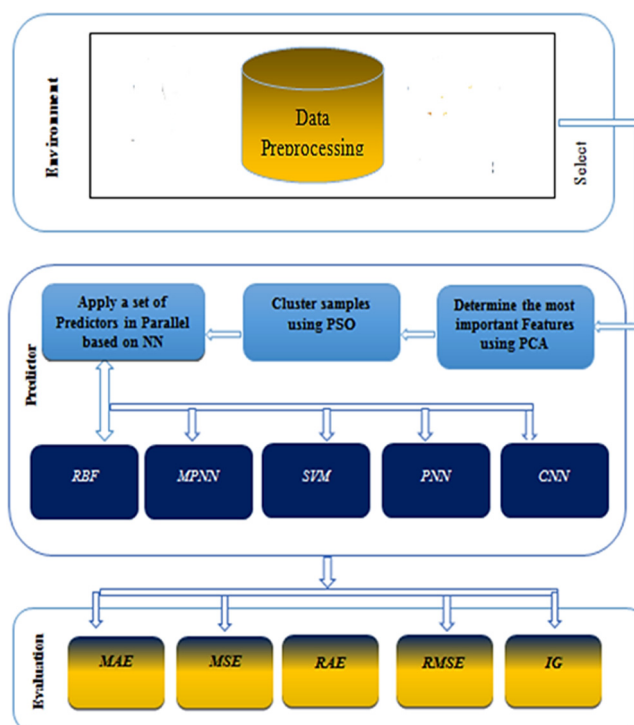 Environment
Data
Preprocessing
Select
Predictor
Apply a set of
Predictors in Parallel
based on NN
Cluster samples
using PSO
Determine the most
important Features
using PCA
RBF
MPNN
SVM
PNN
CNN
Evaluation
MAE
MSE
RAE
RMSE
IG